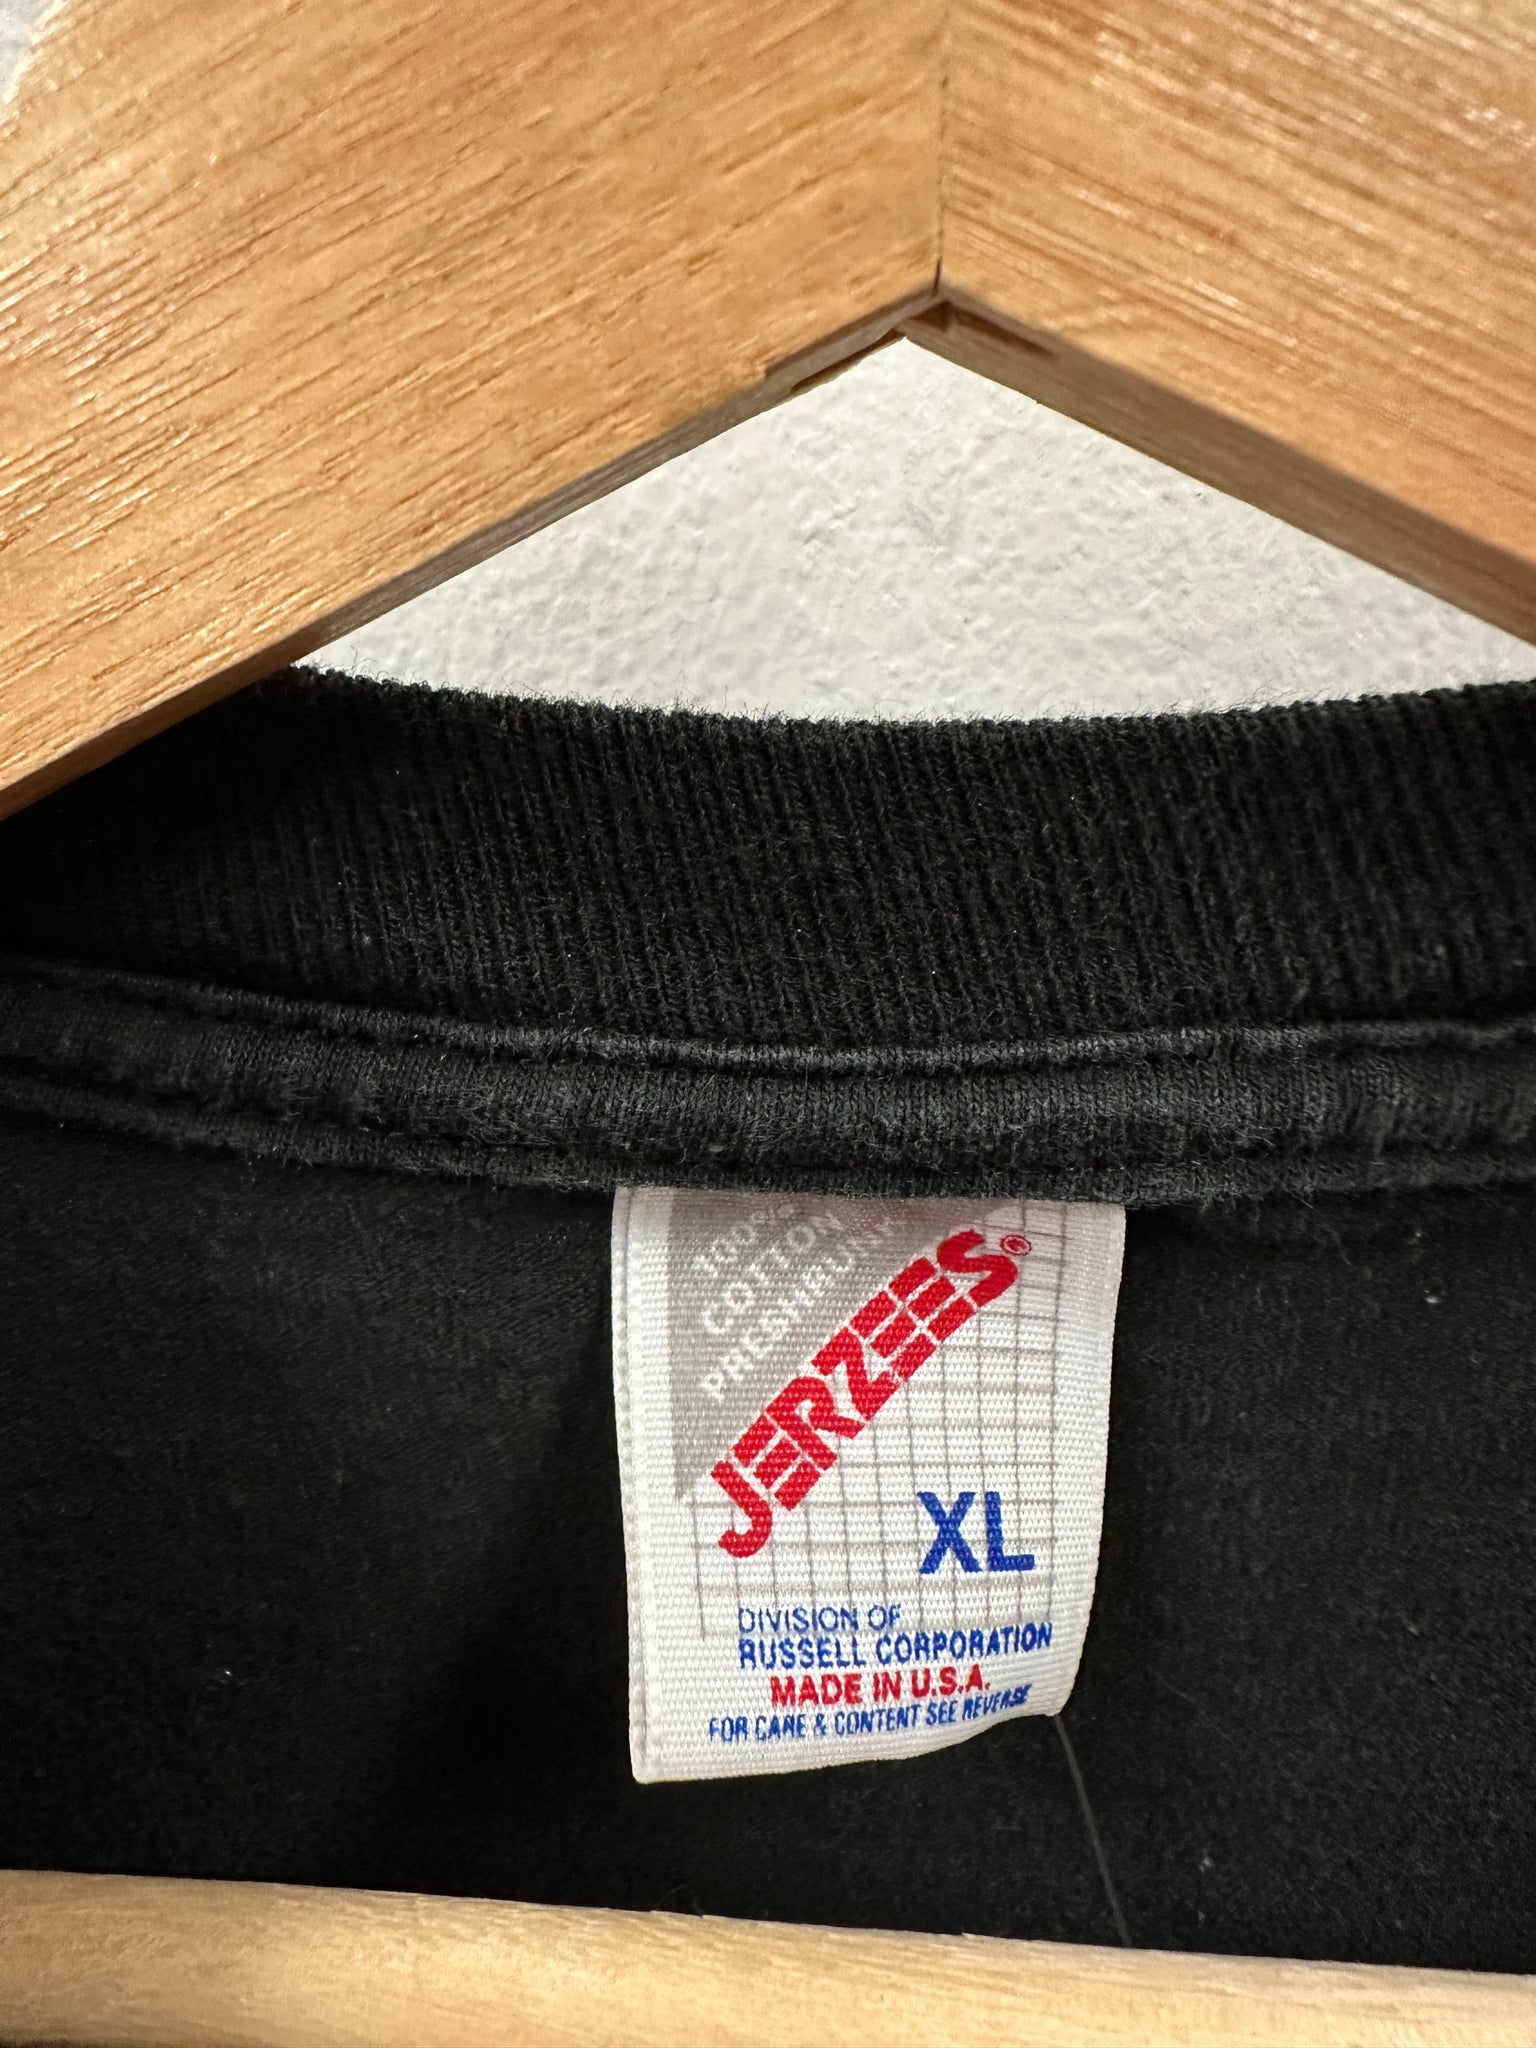 100%
COTTON
PRESHRUNK
JERZEES®
XL
DIVISION OF
RUSSELL CORPORATION
MADE IN U.S.A.
FOR CARE & CONTENT SEE REVERSE